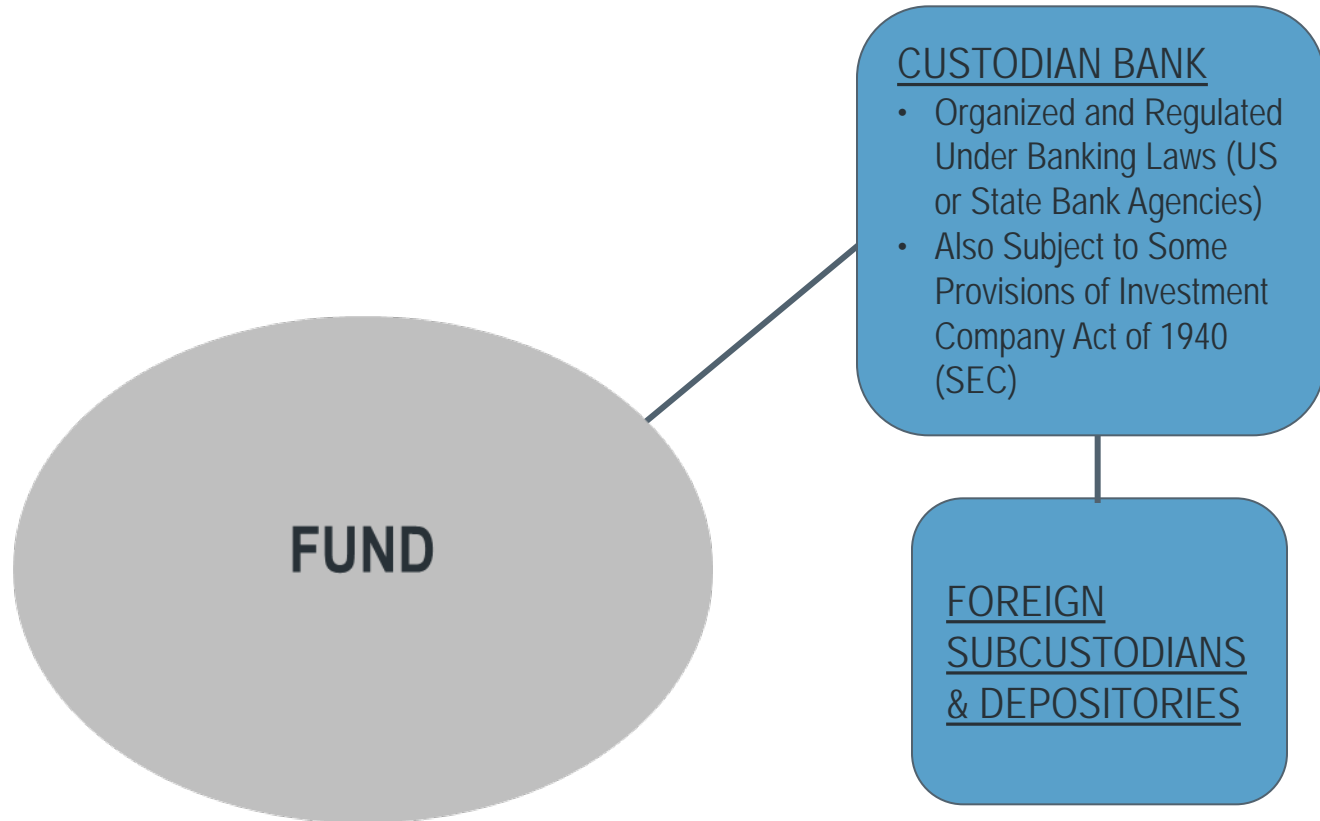 CUSTODIAN BANK
• Organized and Regulated
Under Banking Laws (US
or State Bank Agencies)
• Also Subject to Some
Provisions of Investment
Company Act of 1940
(SEC)
FUND
FOREIGN
SUBCUSTODIANS
& DEPOSITORIES